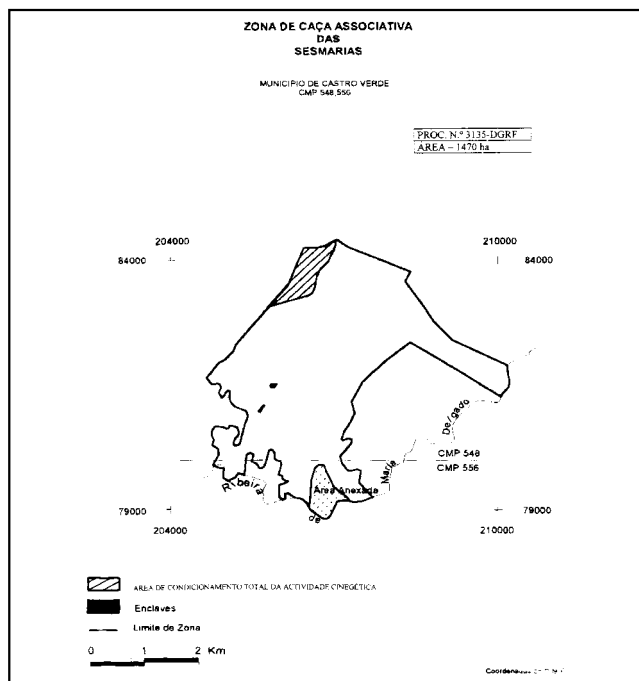 ZONA DE CAÇA ASSOCIATIVA
DAS
SESMARIAS
MUNICIPIO DE CASTRO VERDE
CMP 548,556
PROC. N.º 3135-DGRF
AREA – 1470 ha
204000
210000
84000
84000
Ribeira
de
Maria
Delgado
CMP 548
CMP 556
Area Anexada
79000
79000
204000
210000
AREA DE CONDICIONAMENTO TOTAL DA ACTIVIDADE CINEGÉTICA
Enclaves
Limite de Zona
0 1 2 Km